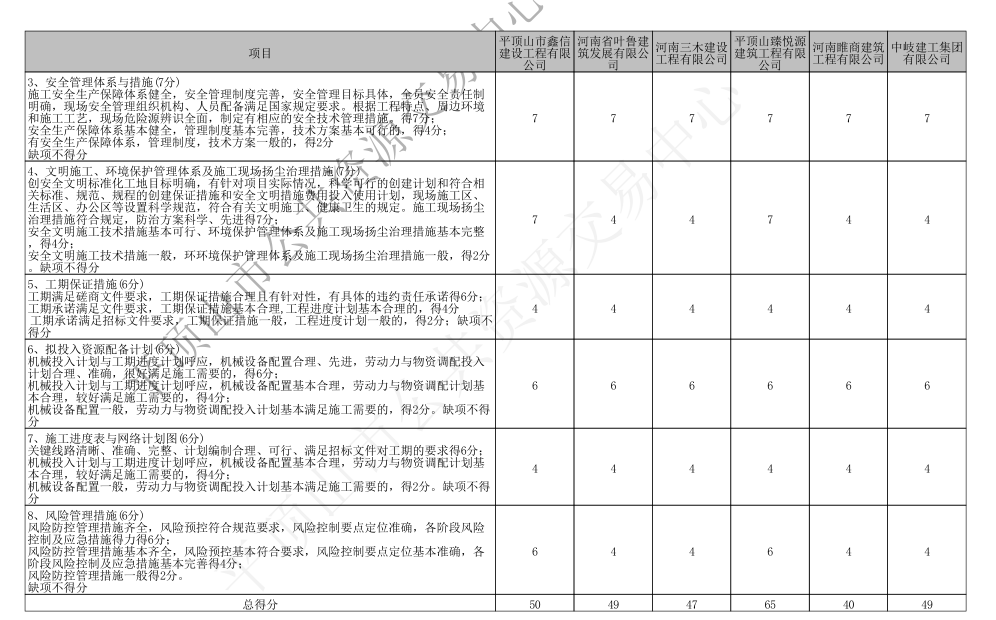 项目
平顶山市鑫信
建设工程有限
公司
河南省叶鲁建
筑发展有限公
司
河南三木建设
工程有限公司
平顶山臻悦源
建筑工程有限
公司
河南睢商建筑
工程有限公司
中岐建工集团
有限公司
3、安全管理体系与措施(7分)
施工安全生产保障体系健全，安全管理制度完善，安全管理目标具体，全员安全责任制
明确，现场安全管理组织机构、人员配备满足国家规定要求。根据工程特点、周边环境
和施工工艺，现场危险源辨识全面，制定有相应的安全技术管理措施。得7分；
安全生产保障体系基本健全，管理制度基本完善，技术方案基本可行的，得4分；
有安全生产保障体系，管理制度，技术方案一般的，得2分
缺项不得分
7 7 7 7 7 7
4、文明施工、环境保护管理体系及施工现场扬尘治理措施(7分)
创安全文明标准化工地目标明确，有针对项目实际情况，科学可行的创建计划和符合相
关标准、规范、规程的创建保证措施和安全文明措施费用投入使用计划，现场施工区、
生活区、办公区等设置科学规范，符合有关文明施工、健康卫生的规定。施工现场扬尘
治理措施符合规定，防治方案科学、先进得7分；
安全文明施工技术措施基本可行、环境保护管理体系及施工现场扬尘治理措施基本完整
，得4分；
安全文明施工技术措施一般，环环境保护管理体系及施工现场扬尘治理措施一般，得2分
。缺项不得分
7 4 4 7 4 4
5、工期保证措施(6分)
工期满足磋商文件要求，工期保证措施合理且有针对性，有具体的违约责任承诺得6分；
工期承诺满足文件要求，工期保证措施基本合理,工程进度计划基本合理的，得4分
工期承诺满足招标文件要求，工期保证措施一般，工程进度计划一般的，得2分；缺项不
得分
4 4 4 4 4 4
6、拟投入资源配备计划(6分)
机械投入计划与工期进度计划呼应，机械设备配置合理、先进，劳动力与物资调配投入
计划合理、准确，很好满足施工需要的，得6分；
机械投入计划与工期进度计划呼应，机械设备配置基本合理，劳动力与物资调配计划基
本合理，较好满足施工需要的，得4分；
机械设备配置一般，劳动力与物资调配投入计划基本满足施工需要的，得2分。缺项不得
分
6 6 6 6 6 6
7、施工进度表与网络计划图(6分)
关键线路清晰、准确、完整、计划编制合理、可行、满足招标文件对工期的要求得6分；
机械投入计划与工期进度计划呼应，机械设备配置基本合理，劳动力与物资调配计划基
本合理，较好满足施工需要的，得4分；
机械设备配置一般，劳动力与物资调配投入计划基本满足施工需要的，得2分。缺项不得
分
4 4 4 4 4 4
8、风险管理措施(6分)
风险防控管理措施齐全，风险预控符合规范要求，风险控制要点定位准确，各阶段风险
控制及应急措施得力得6分；
风险防控管理措施基本齐全，风险预控基本符合要求，风险控制要点定位基本准确，各
阶段风险控制及应急措施基本完善得4分；
风险防控管理措施一般得2分。
缺项不得分
6 4 4 6 4 4
总得分 50 49 47 65 40 49
平顶山市公共资源交易中心
平顶山市公共资源交易中心